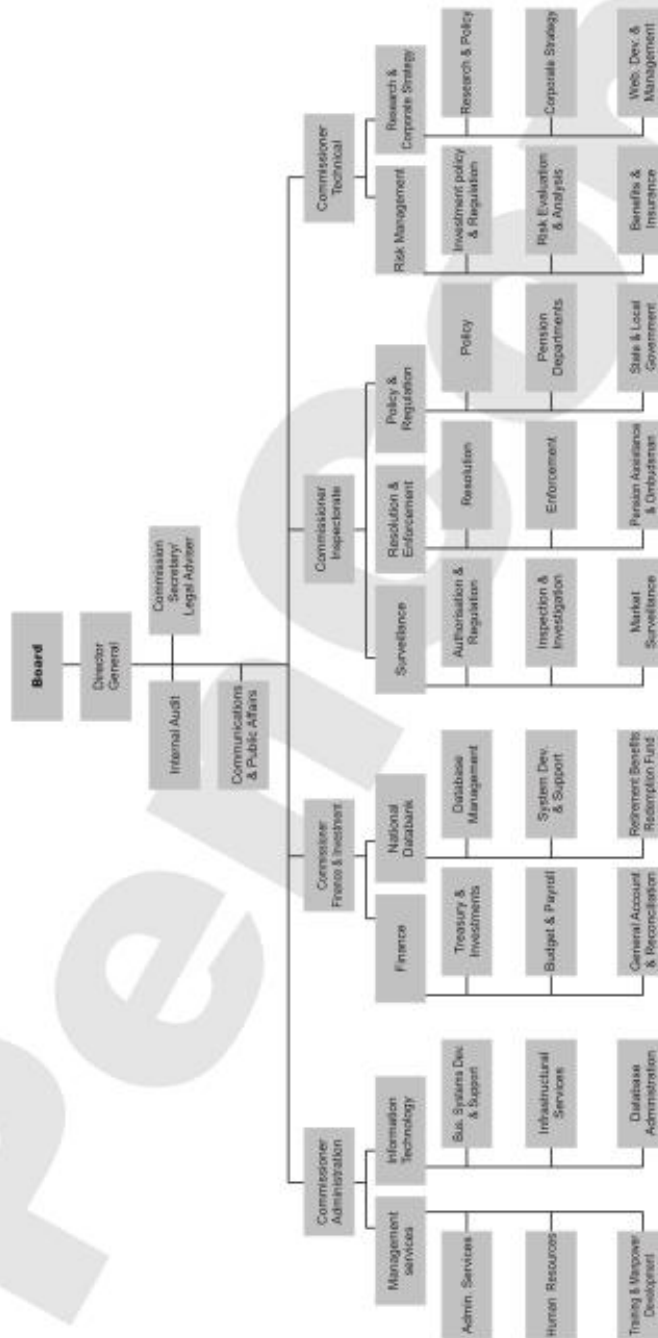 Board
Director
General
Internal Audit
Commission
Secretary/
Legal Adviser
Communications
& Public Affairs
Commissioner
Administration
Commissioner
Finance & Investment
Commissioner
Inspectorate
Commissioner
Technical
Management
services
Information
Technology
Finance
National
Databank
Surveillance
Resolution &
Enforcement
Policy &
Regulation
Risk Management
Research &
Corporate Strategy
Admin. Services
Bus. Systems Dev.
& Support
Treasury &
Investments
Database
Management
Authorisation &
Regulation
Resolution
Policy
Investment policy
& Regulation
Research & Policy
Human Resources
Infrastructural
Services
Budget & Payroll
System Dev.
& Support
Inspection &
Investigation
Enforcement
Pension
Departments
Risk Evaluation
& Analysis
Corporate Strategy
Training & Manpower
Development
Database
Administration
General Account
& Reconciliation
Retirement Benefits
Redemption Fund
Market
Surveillance
Pension Assistance
& Ombudsman
State & Local
Government
Benefits &
Insurance
Web. Dev. &
Management